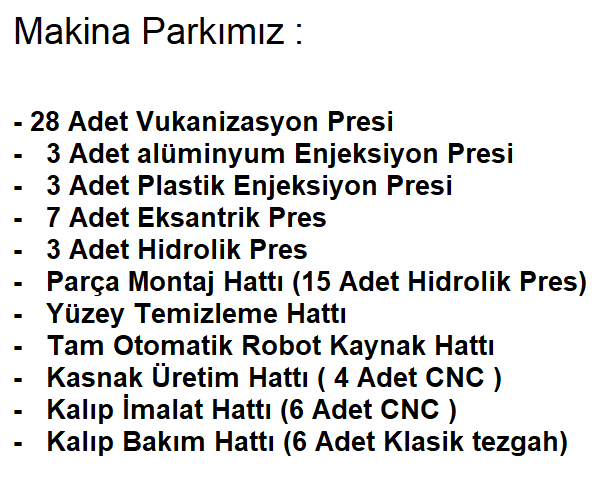 Makina Parkımız :
- 28 Adet Vukanizasyon Presi
- 3 Adet alüminyum Enjeksiyon Presi
- 3 Adet Plastik Enjeksiyon Presi
- 7 Adet Eksantrik Pres
- 3 Adet Hidrolik Pres
- Parça Montaj Hattı (15 Adet Hidrolik Pres)
- Yüzey Temizleme Hattı
- Tam Otomatik Robot Kaynak Hattı
- Kasnak Üretim Hattı ( 4 Adet CNC )
- Kalıp İmalat Hattı (6 Adet CNC )
- Kalıp Bakım Hattı (6 Adet Klasik tezgah)